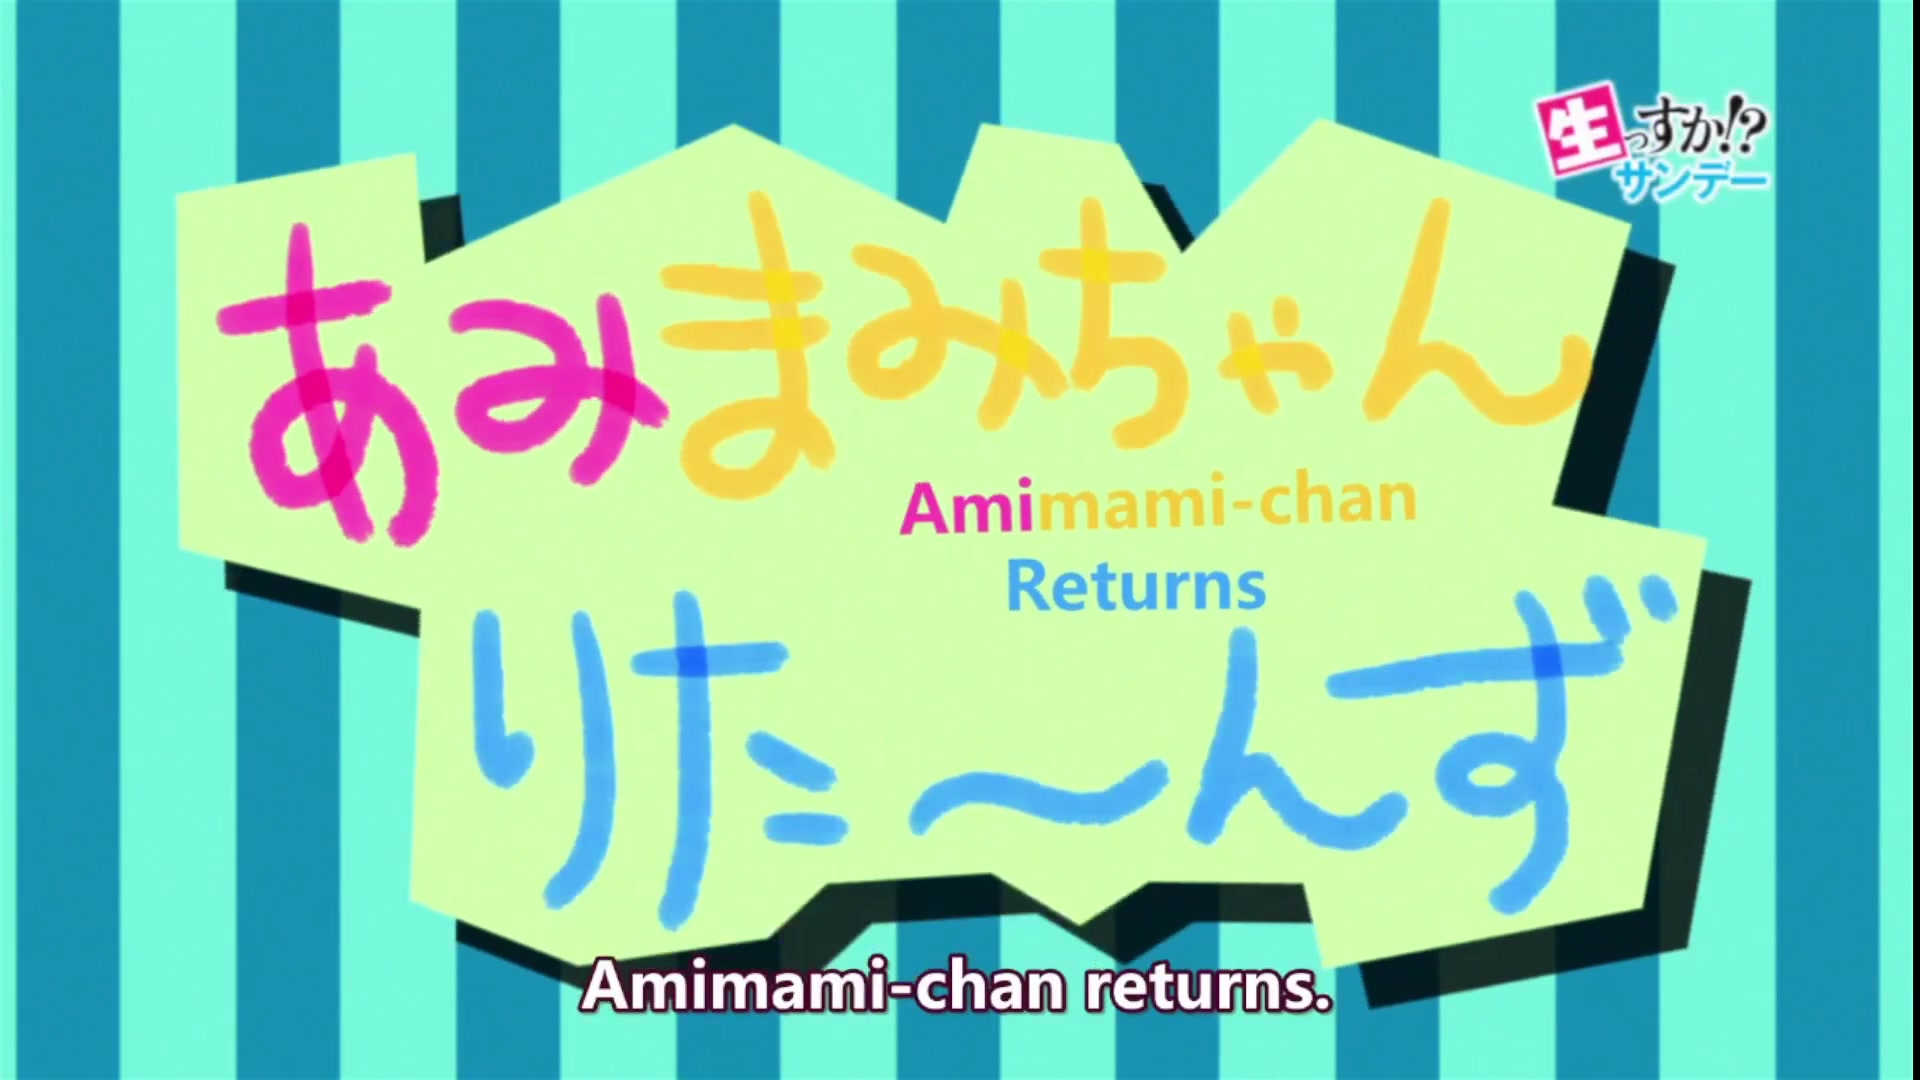 生っすか!?
サンデー
あみまみちゃん
Amimami-chan
Returns
りた〜んず
Amimami-chan returns.